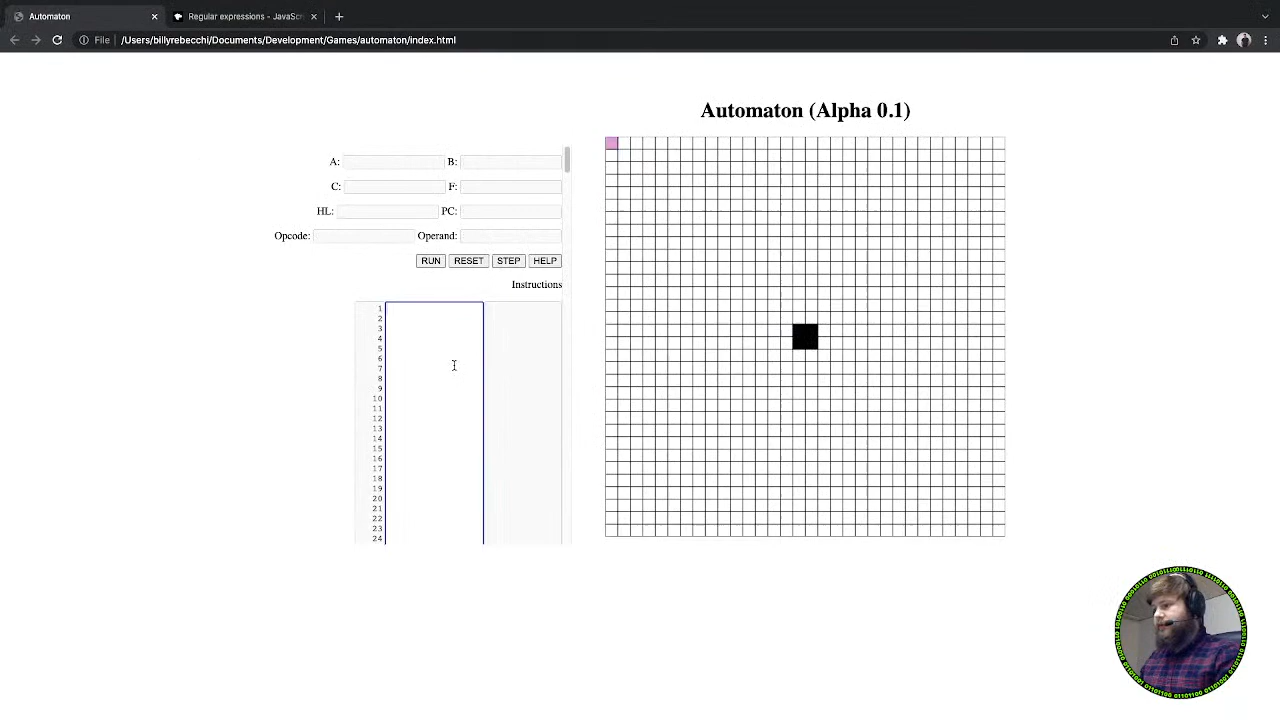 Automaton
Regular expressions - JavaScr
File
/Users/billyrebecchi/Documents/Development/Games/automaton/index.html
Automaton (Alpha 0.1)
A:
B:
C:
F:
HL:
PC:
Opcode:
Operand:
RUN
RESET
STEP
HELP
Instructions
1
2
3
4
5
6
7
8
9
10
11
12
13
14
15
16
17
18
19
20
21
22
23
24